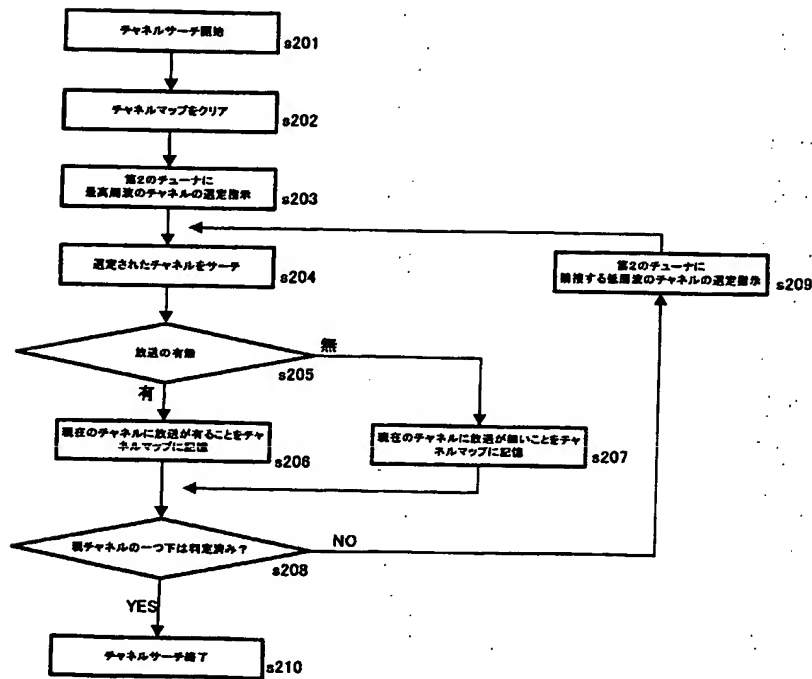 チャネルサーチ開始
s201
チャネルマップをクリア
s202
第2のチューナに
最高周波のチャネルの選定指示
s203
選定されたチャネルをサーチ
s204
第2のチューナに
隣接する低周波のチャネルの選定指示
s209
放送の有無
s205
無
有
現在のチャネルに放送が有ることをチャ
ネルマップに記憶
s206
現在のチャネルに放送が無いことをチャ
ネルマップに記憶
s207
現チャネルの一つ下は判定済み?
s208
NO
YES
チャネルサーチ終了
s210